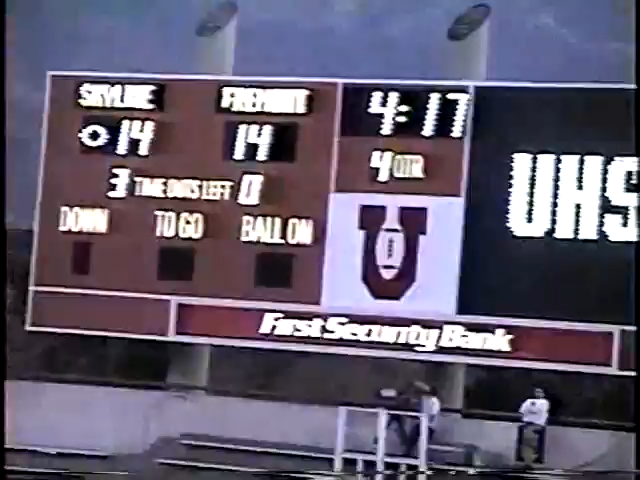 SKYLINE FREMONT 4:17
14 14
4 QTR
3 TIME OUTS LEFT 0
UHS
DOWN TO GO BALL ON
U
First Security Bank